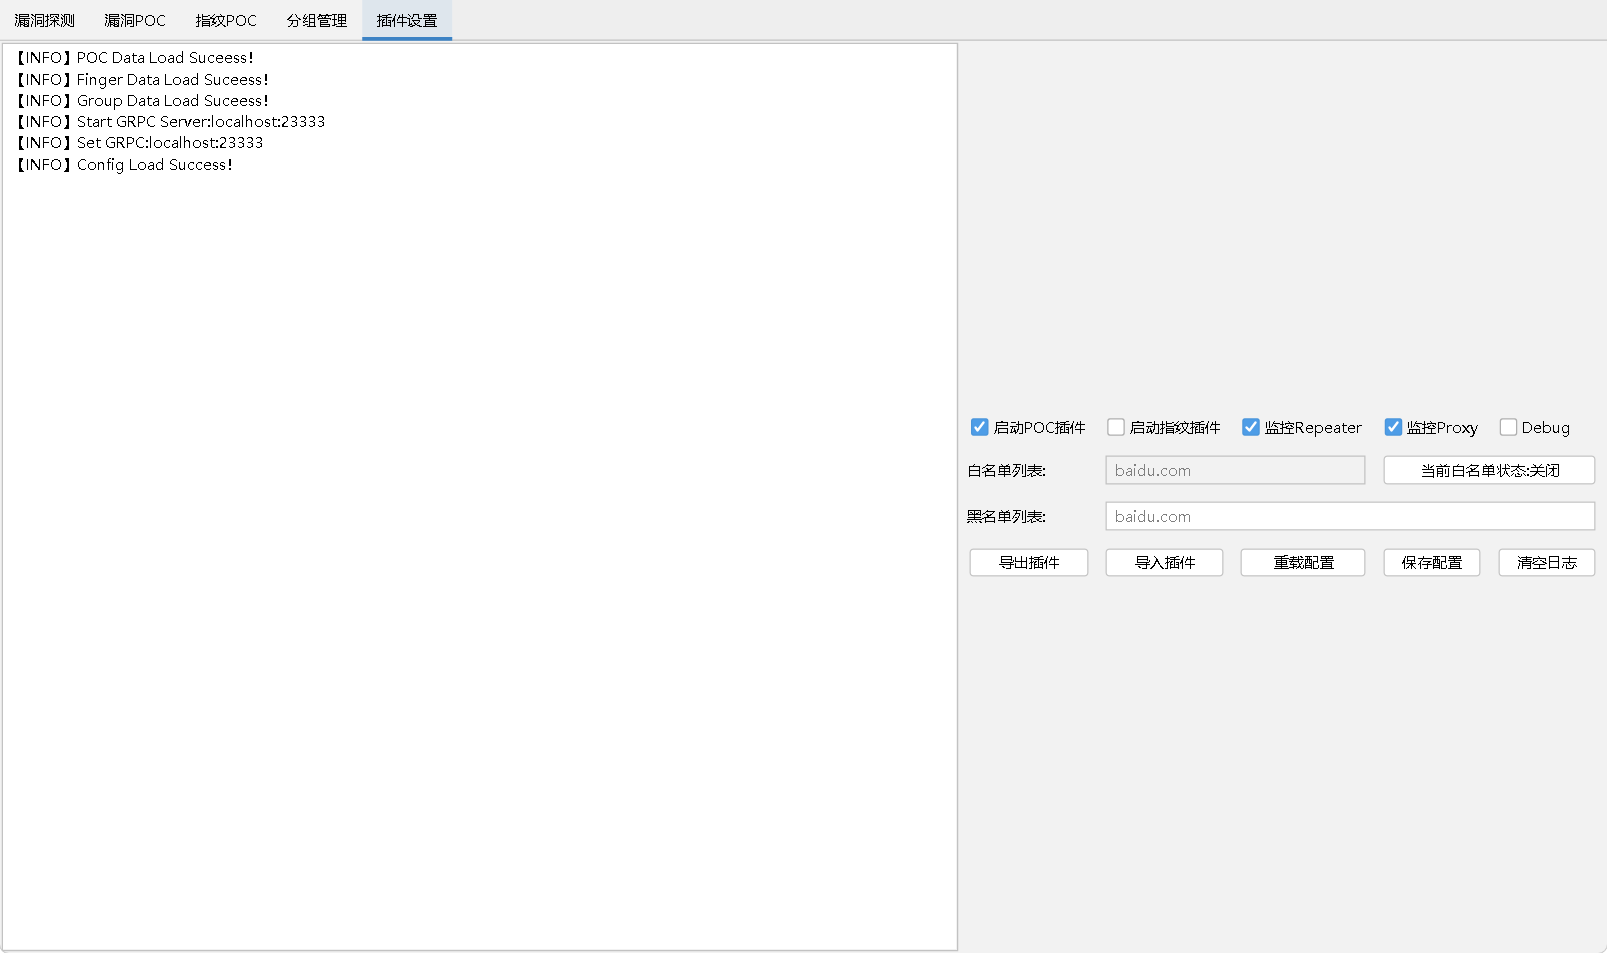 漏洞探测 漏洞POC 指纹POC 分组管理 插件设置
【INFO】POC Data Load Suceess!
【INFO】Finger Data Load Suceess!
【INFO】Group Data Load Suceess!
【INFO】Start GRPC Server:localhost:23333
【INFO】Set GRPC:localhost:23333
【INFO】Config Load Success!
启动POC插件 启动指纹插件 监控Repeater 监控Proxy Debug
白名单列表: baidu.com 当前白名单状态:关闭
黑名单列表: baidu.com
导出插件 导入插件 重载配置 保存配置 清空日志